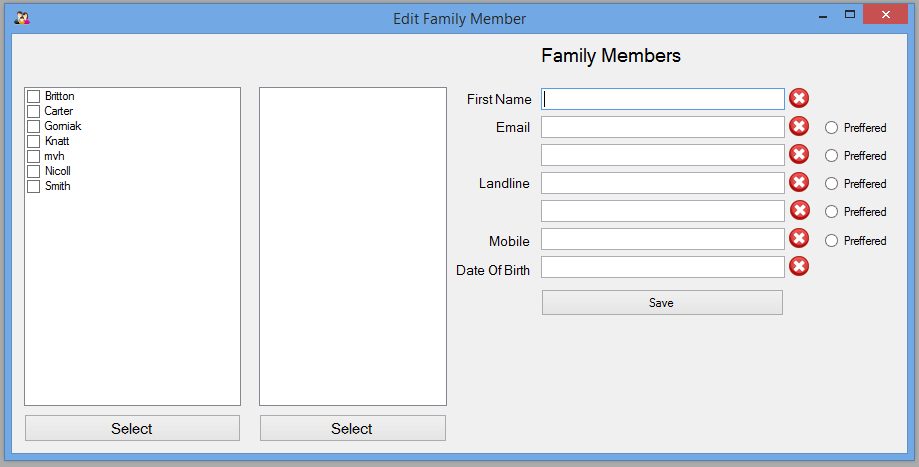 Edit Family Member
Family Members
Britton
Carter
Gorniak
Knatt
mvh
Nicoll
Smith
Select
Select
First Name
Email
Preffered
Landline
Preffered
Preffered
Mobile
Preffered
Date Of Birth
Save